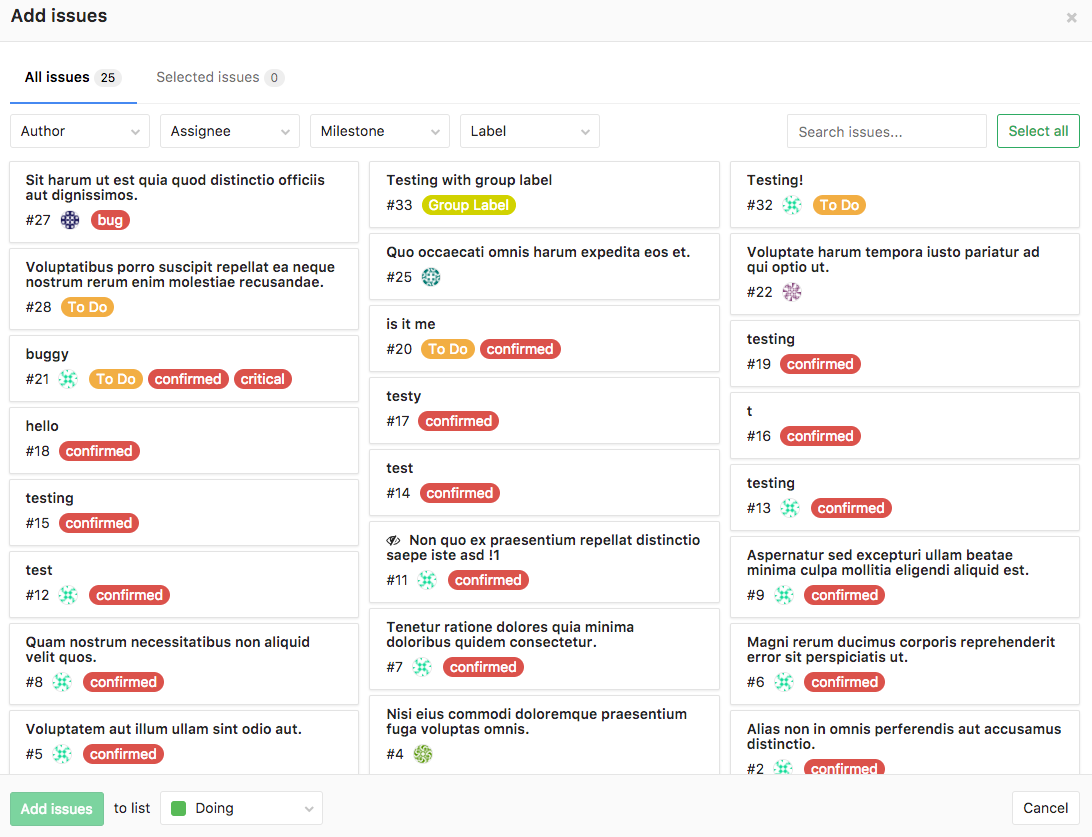 Add issues
×
All issues 25 Selected issues 0
Author Assignee Milestone Label Search issues... Select all
Sit harum ut est quia quod distinctio officiis
aut dignissimos.
#27 bug
Voluptatibus porro suscipit repellat ea neque
nostrum rerum enim molestiae recusandae.
#28 To Do
buggy
#21 To Do confirmed critical
hello
#18 confirmed
testing
#15 confirmed
test
#12 confirmed
Quam nostrum necessitatibus non aliquid
velit quos.
#8 confirmed
Voluptatem aut illum ullam sint odio aut.
#5 confirmed
Testing with group label
#33 Group Label
Quo occaecati omnis harum expedita eos et.
#25
is it me
#20 To Do confirmed
testy
#17 confirmed
test
#14 confirmed
Non quo ex praesentium repellat distinctio
saepe iste asd !1
#11 confirmed
Tenetur ratione dolores quia minima
doloribus quidem consectetur.
#7 confirmed
Nisi eius commodi doloremque praesentium
fuga voluptas omnis.
#4
Testing!
#32 To Do
Voluptate harum tempora iusto pariatur ad
qui optio ut.
#22
testing
#19 confirmed
t
#16 confirmed
testing
#13 confirmed
Aspernatur sed excepturi ullam beatae
minima culpa mollitia eligendi aliquid est.
#9 confirmed
Magni rerum ducimus corporis reprehenderit
error sit perspiciatis ut.
#6 confirmed
Alias non in omnis perferendis aut accusamus
distinctio.
#2 confirmed
Add issues to list Doing Cancel